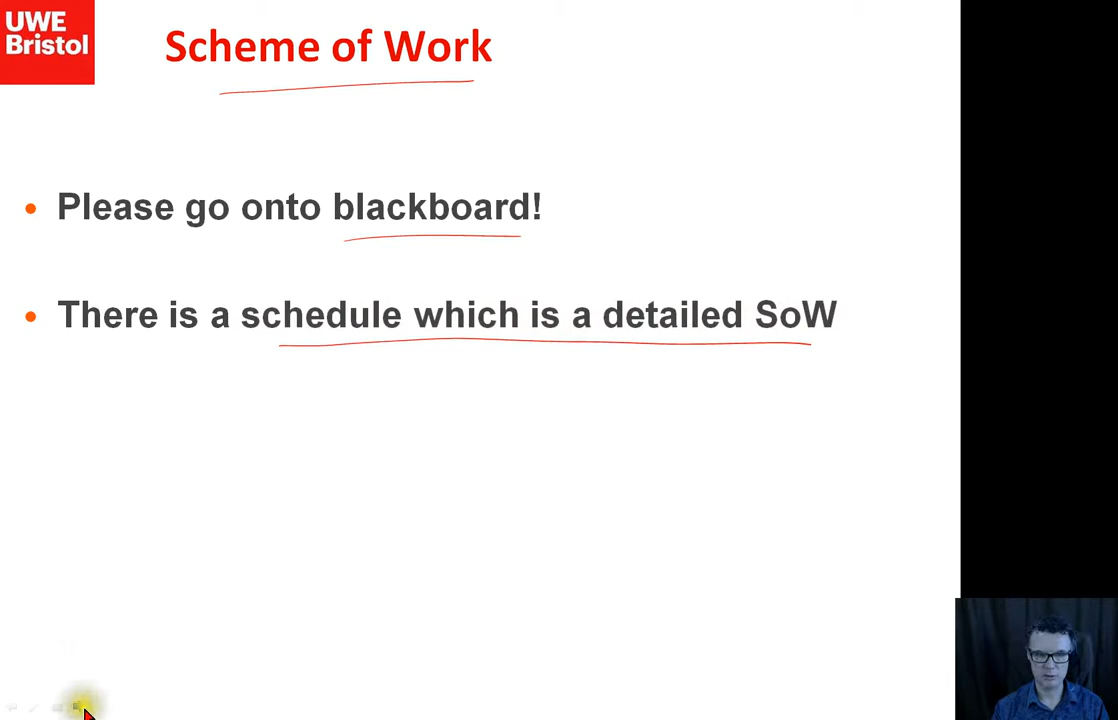 UWE
Bristol
Scheme of Work
Please go onto blackboard!
There is a schedule which is a detailed SoW